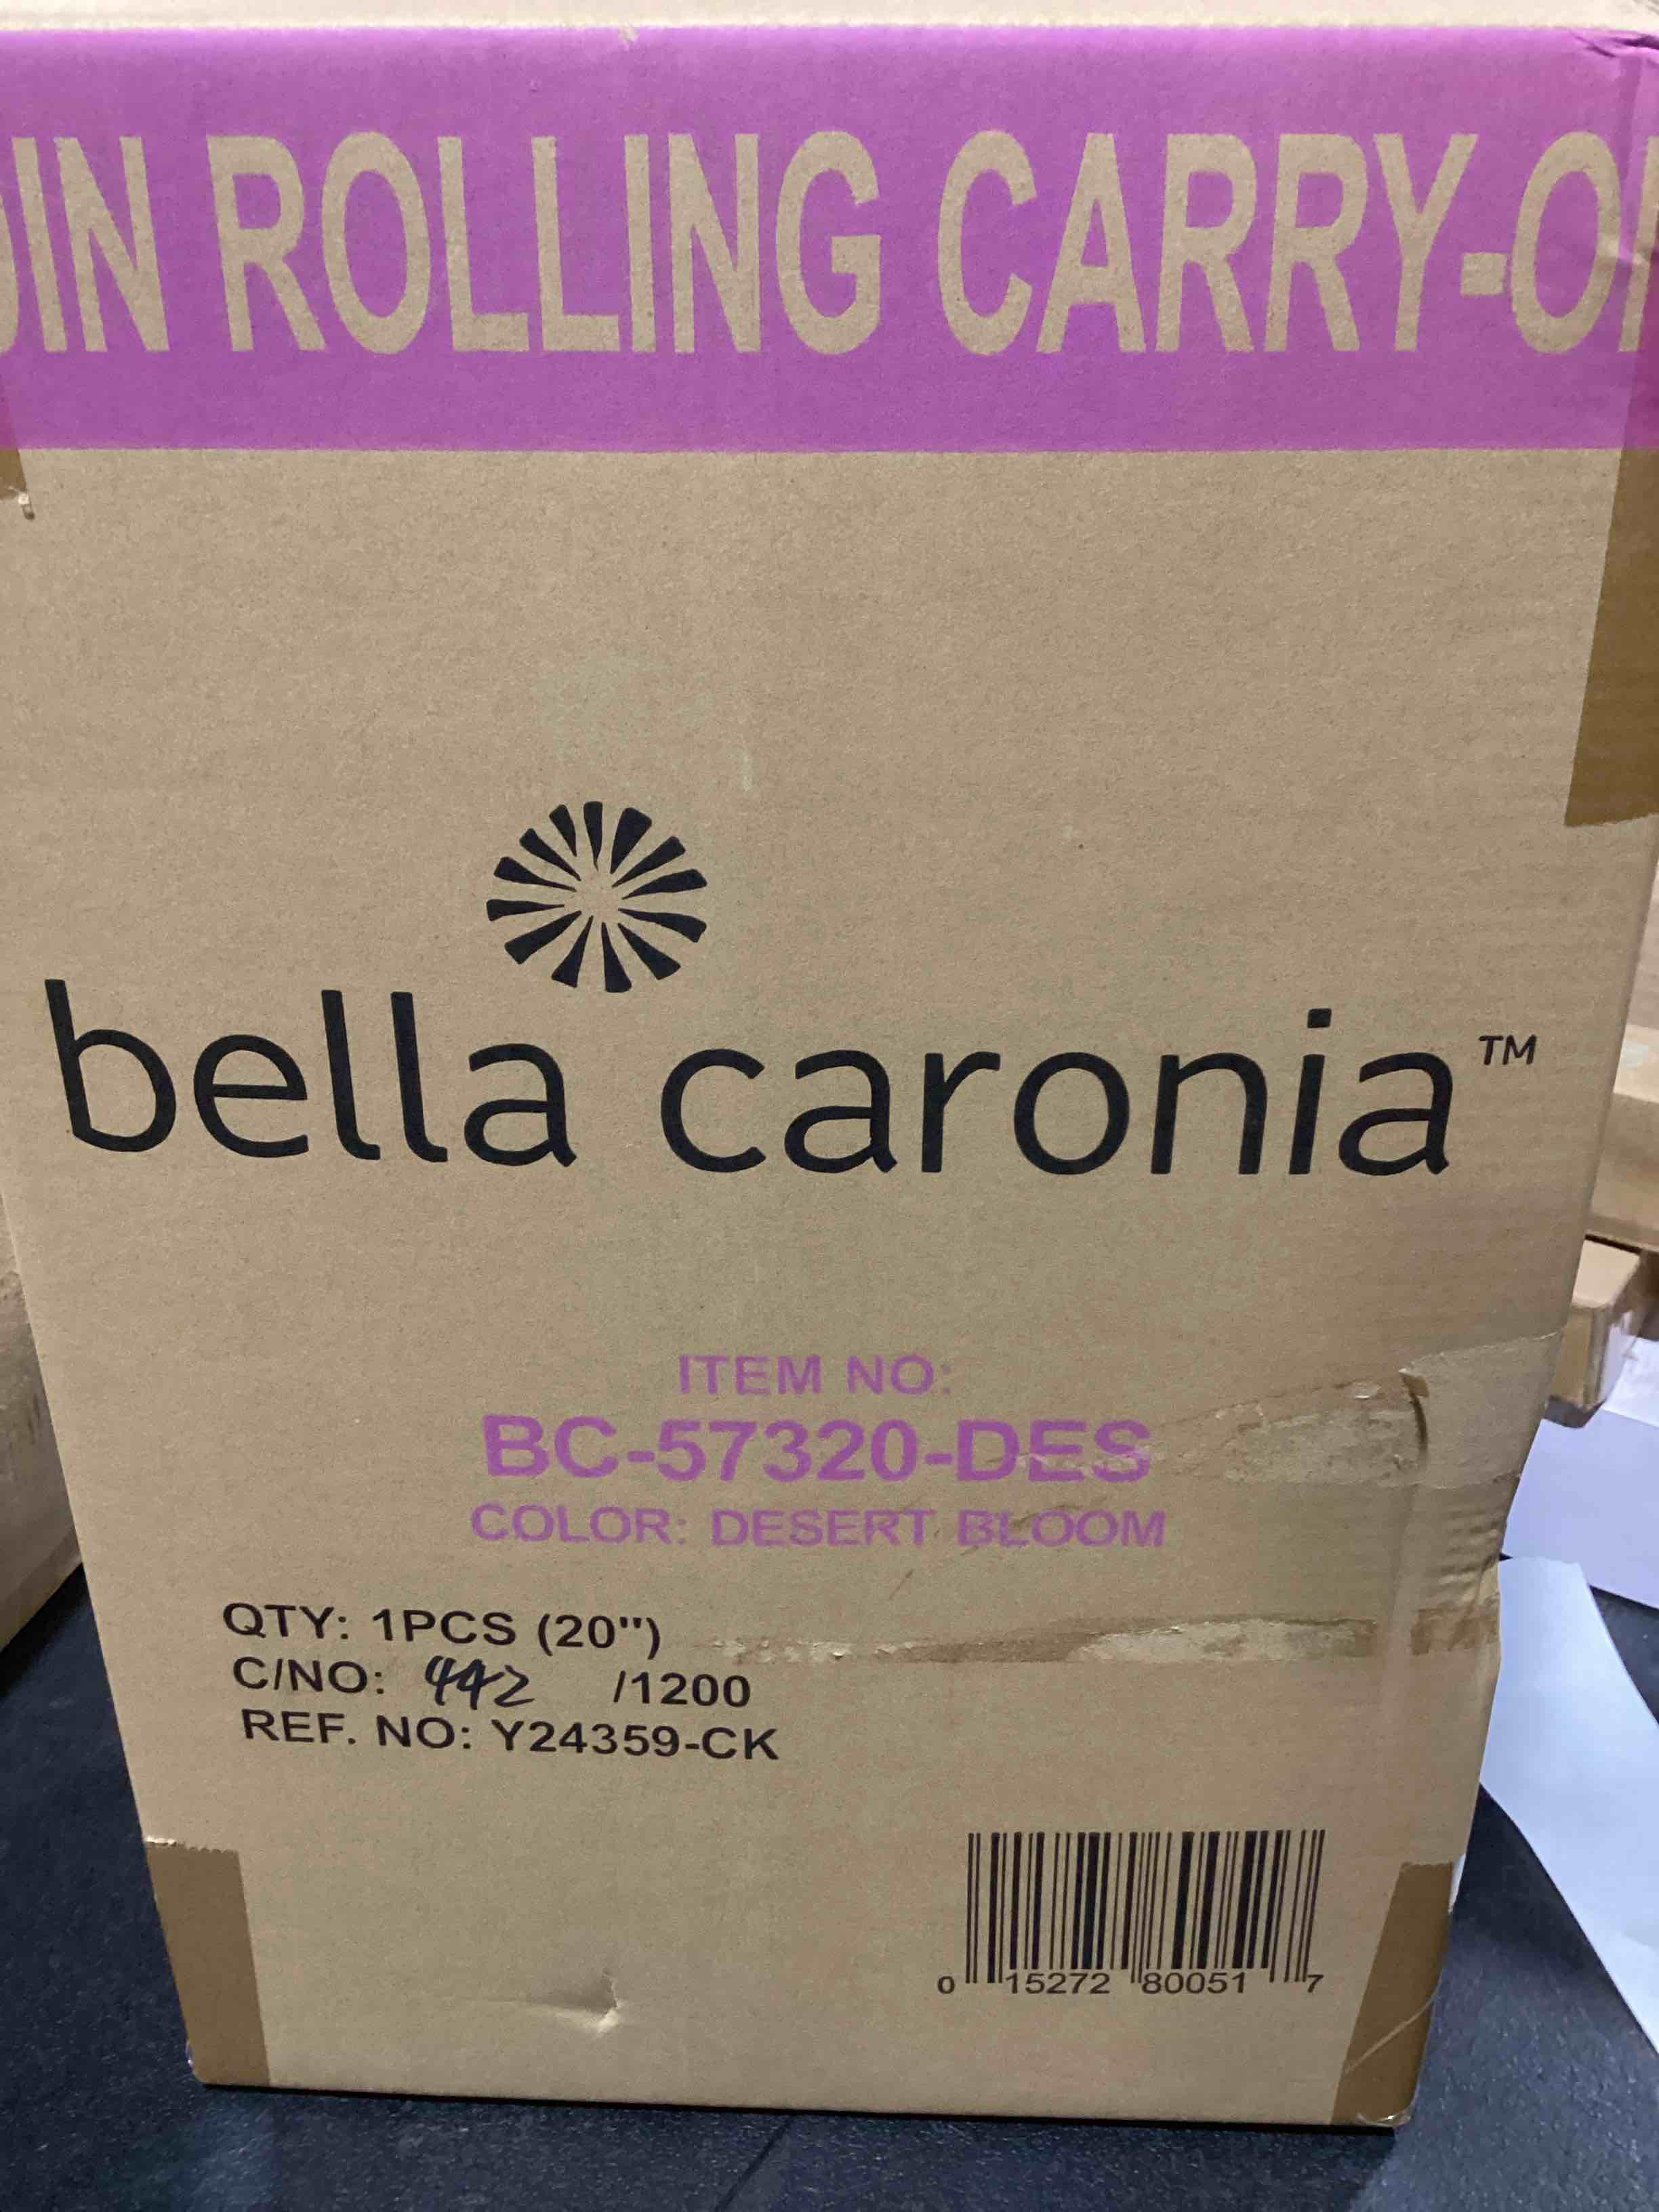 IN ROLLING CARRY-O
bella caronia™
ITEM NO:
BC-57320-DES
COLOR: DESERT BLOOM
QTY: 1PCS (20")
C/NO: 442 /1200
REF. NO: Y24359-CK
0 15272 80051 7